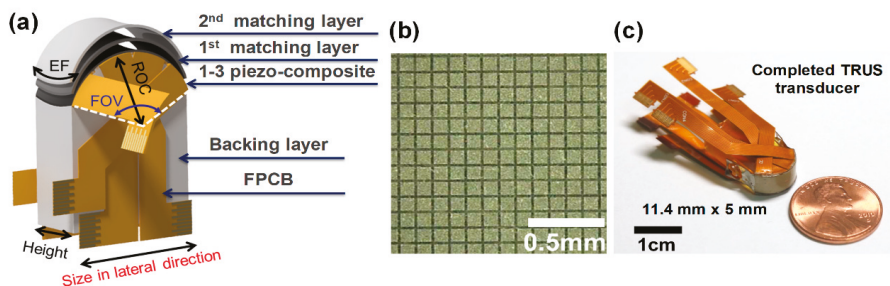 (a)
2nd matching layer
1st matching layer
1-3 piezo-composite
EF
ROC
FOV
Backing layer
FPCB
Height
Size in lateral direction
(b)
0.5mm
(c)
Completed TRUS
transducer
11.4 mm x 5 mm
1cm